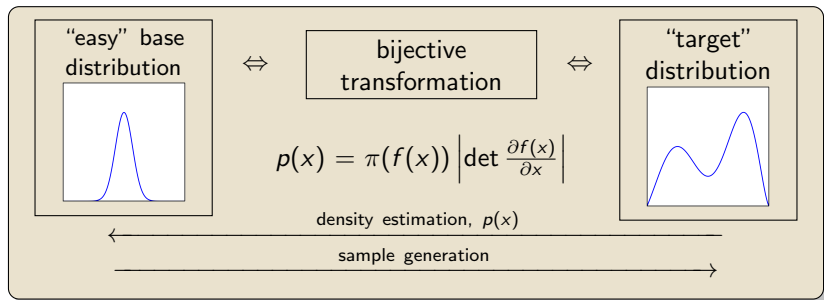 “easy” base
distribution
⇔
bijective
transformation
⇔
“target”
distribution
p(x) = π(f(x)) |det ∂f(x)/∂x|
density estimation, p(x)
sample generation